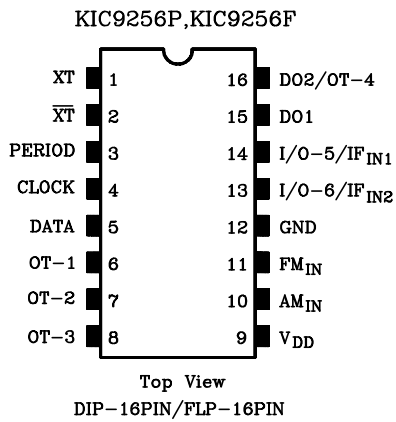 KIC9256P,KIC9256F
XT 1 16 DO2/OT-4
X̅T̅ 2 15 DO1
PERIOD 3 14 I/O-5/IFIN1
CLOCK 4 13 I/O-6/IFIN2
DATA 5 12 GND
OT-1 6 11 FMIN
OT-2 7 10 AMIN
OT-3 8 9 VDD
Top View
DIP-16PIN/FLP-16PIN